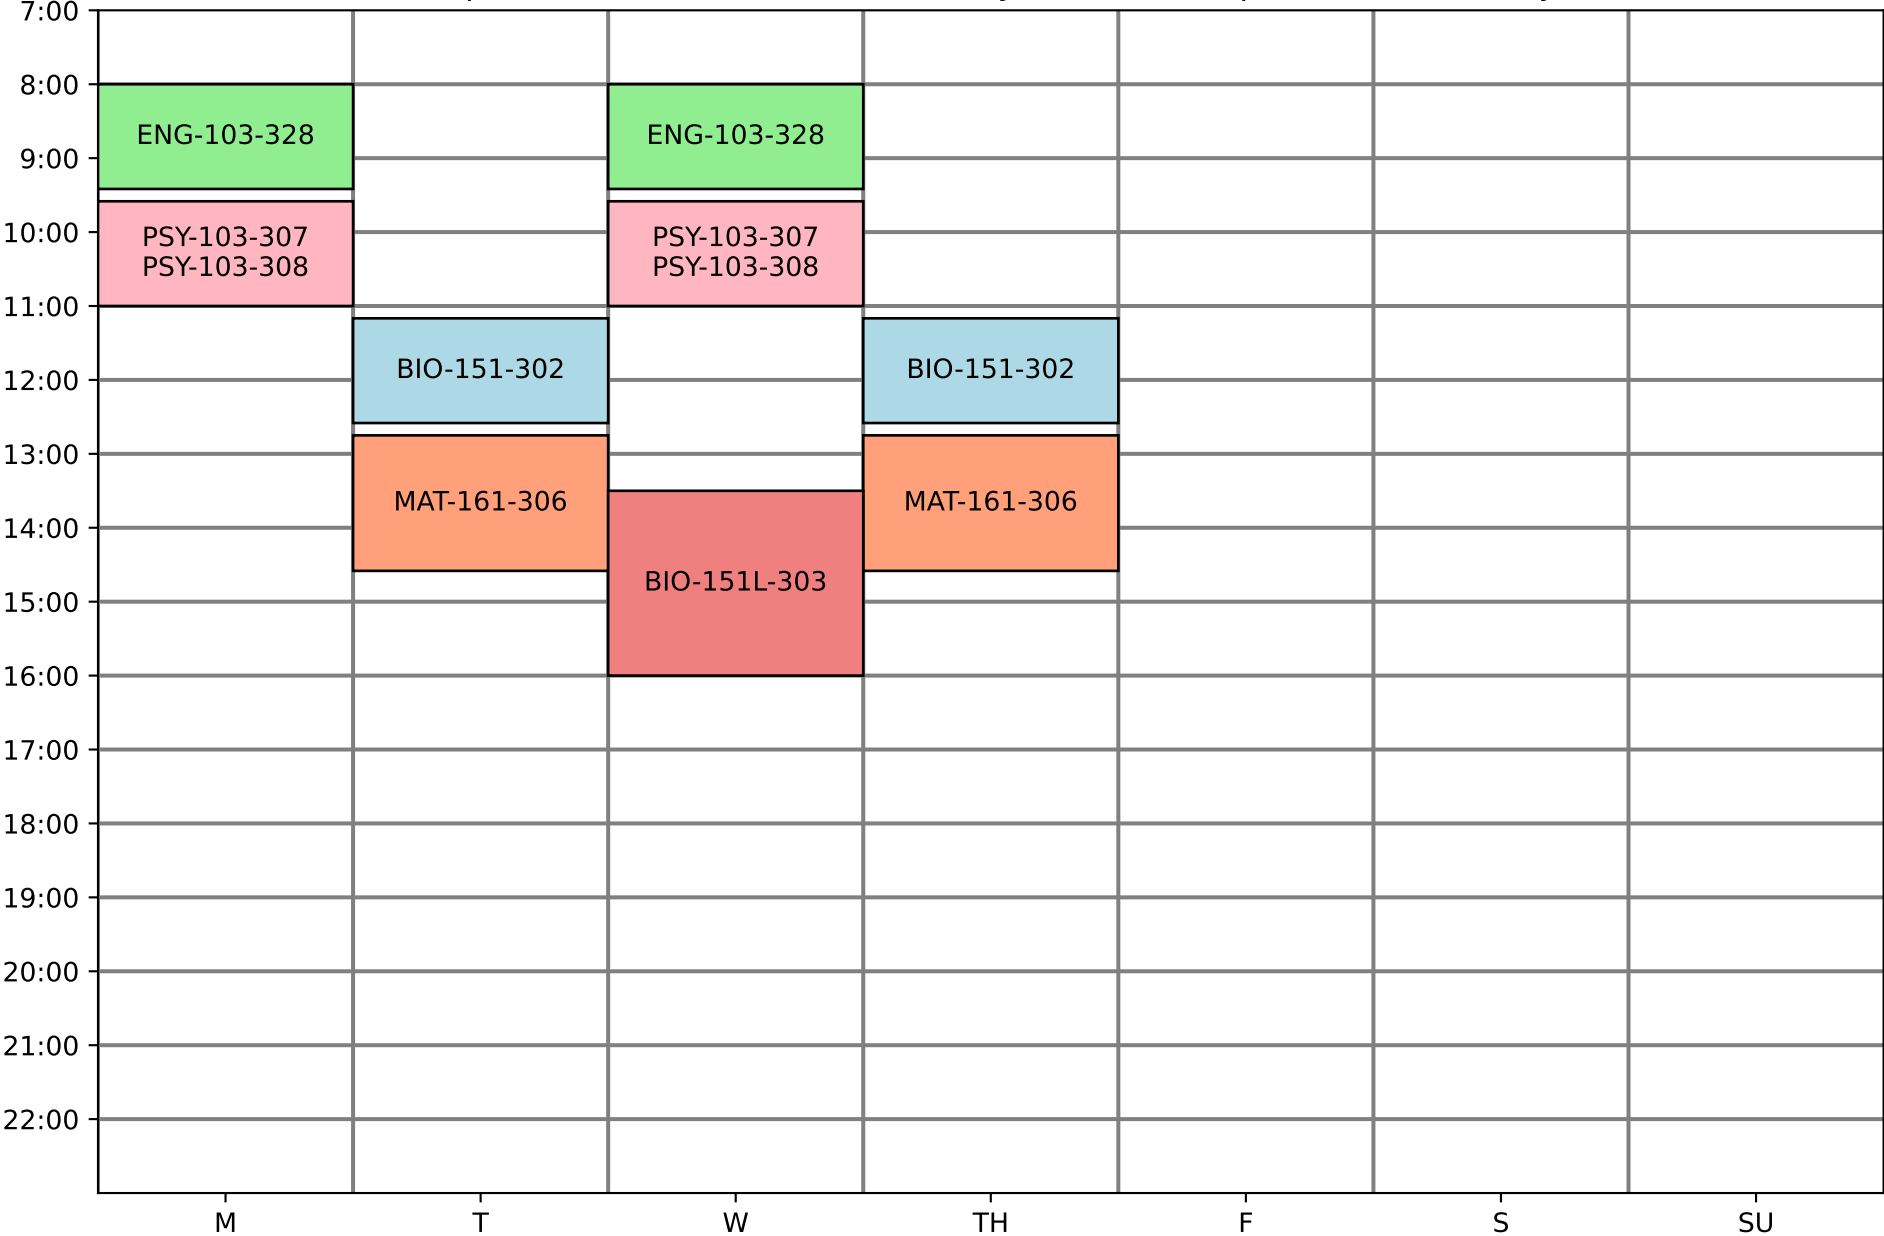 7:00
8:00
ENG-103-328 ENG-103-328
9:00
10:00
PSY-103-307 PSY-103-307
PSY-103-308 PSY-103-308
11:00
BIO-151-302 BIO-151-302
12:00
13:00
MAT-161-306 MAT-161-306
14:00
BIO-151L-303
15:00
16:00
17:00
18:00
19:00
20:00
21:00
22:00
M T W TH F S SU